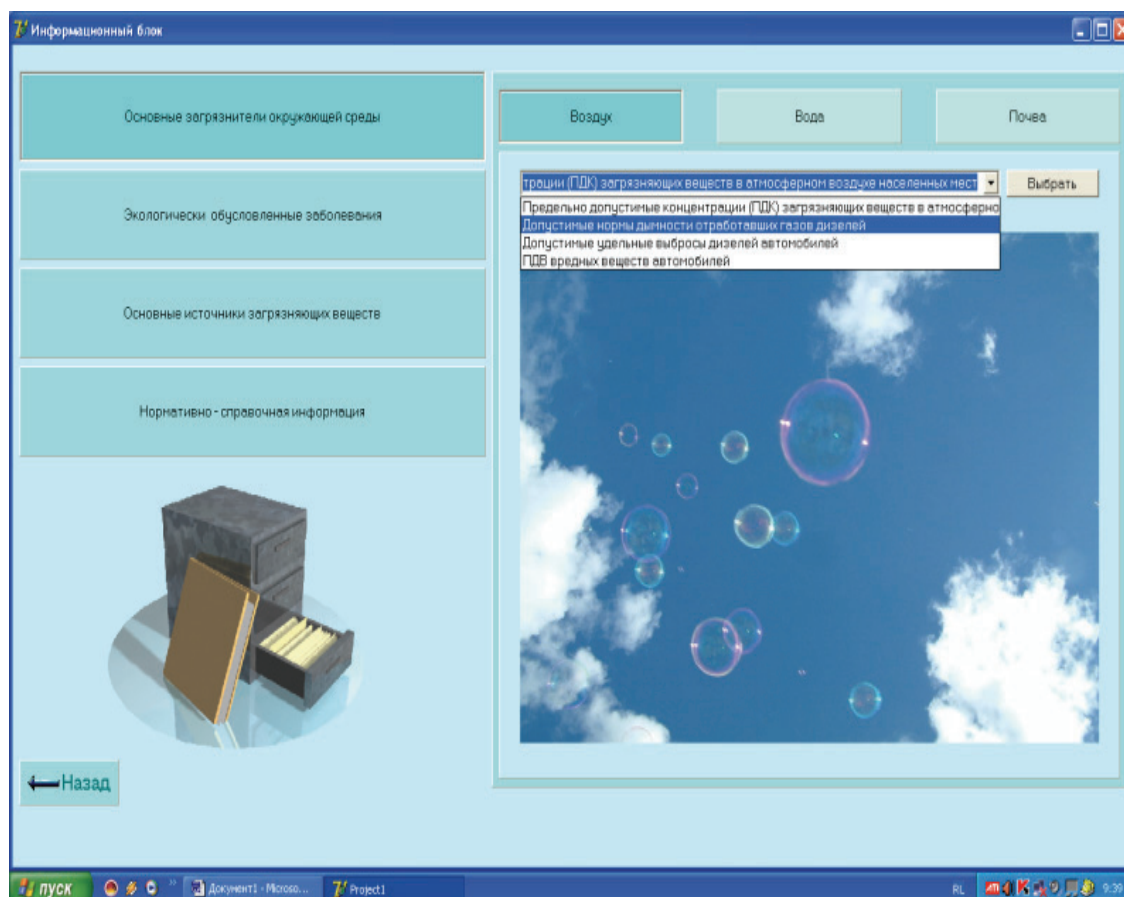 Информационный блок
Основные загрязнители окружающей среды
Экологически обусловленные заболевания
Основные источники загрязняющих веществ
Нормативно - справочная информация
Назад
Воздух
Вода
Почва
трации (ПДК) загрязняющих веществ в атмосферном воздухе населенных мест
Выбрать
Предельно допустимые концентрации (ПДК) загрязняющих веществ в атмосферно
Допустимые нормы дымности отработавших газов дизелей
Допустимые удельные выбросы дизелей автомобилей
ПДВ вредных веществ автомобилей
пуск
Документ1 - Microso...
Project1
RL
9:39